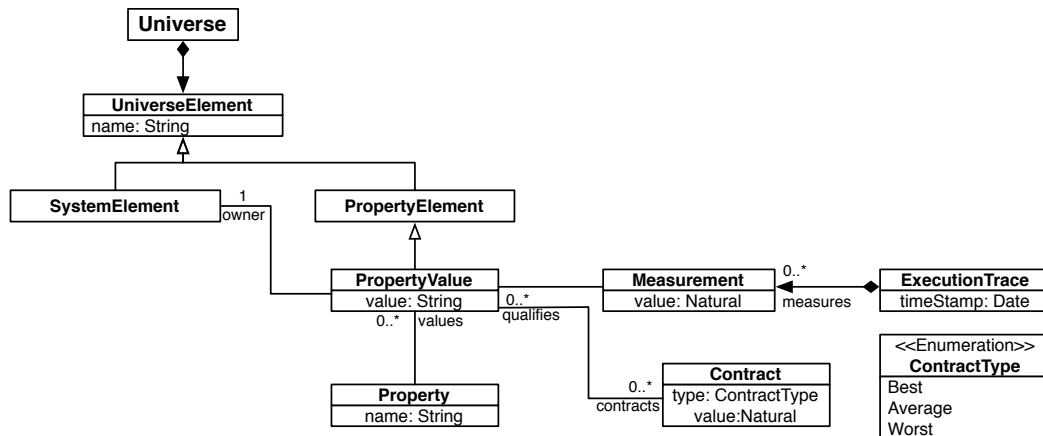 Universe
UniverseElement
name: String
SystemElement
1
owner
PropertyElement
PropertyValue
value: String
0..*
values
0..*
qualifies
Measurement
value: Natural
0..*
measures
ExecutionTrace
timeStamp: Date
Property
name: String
0..*
contracts
Contract
type: ContractType
value:Natural
<<Enumeration>>
ContractType
Best
Average
Worst